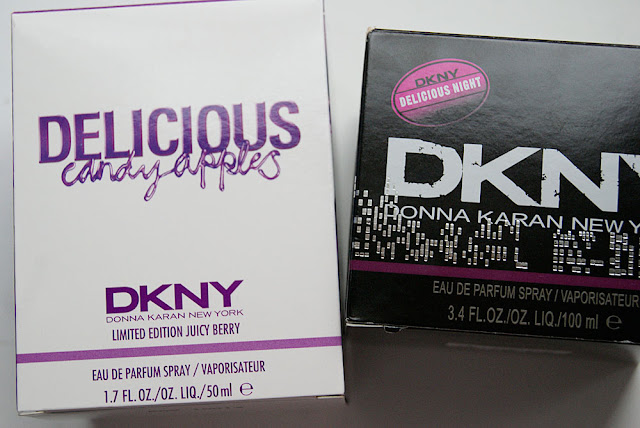 DELICIOUS
candy apples
DKNY
DONNA KARAN NEW YORK
LIMITED EDITION JUICY BERRY
EAU DE PARFUM SPRAY / VAPORISATEUR
1.7 FL.OZ./OZ. LIQ./50 ml e
DKNY
DELICIOUS NIGHT
DKNY
DONNA KARAN NEW Y
EAU DE PARFUM SPRAY / VAPORISATEUR
3.4 FL.OZ./OZ. LIQ./100 ml e